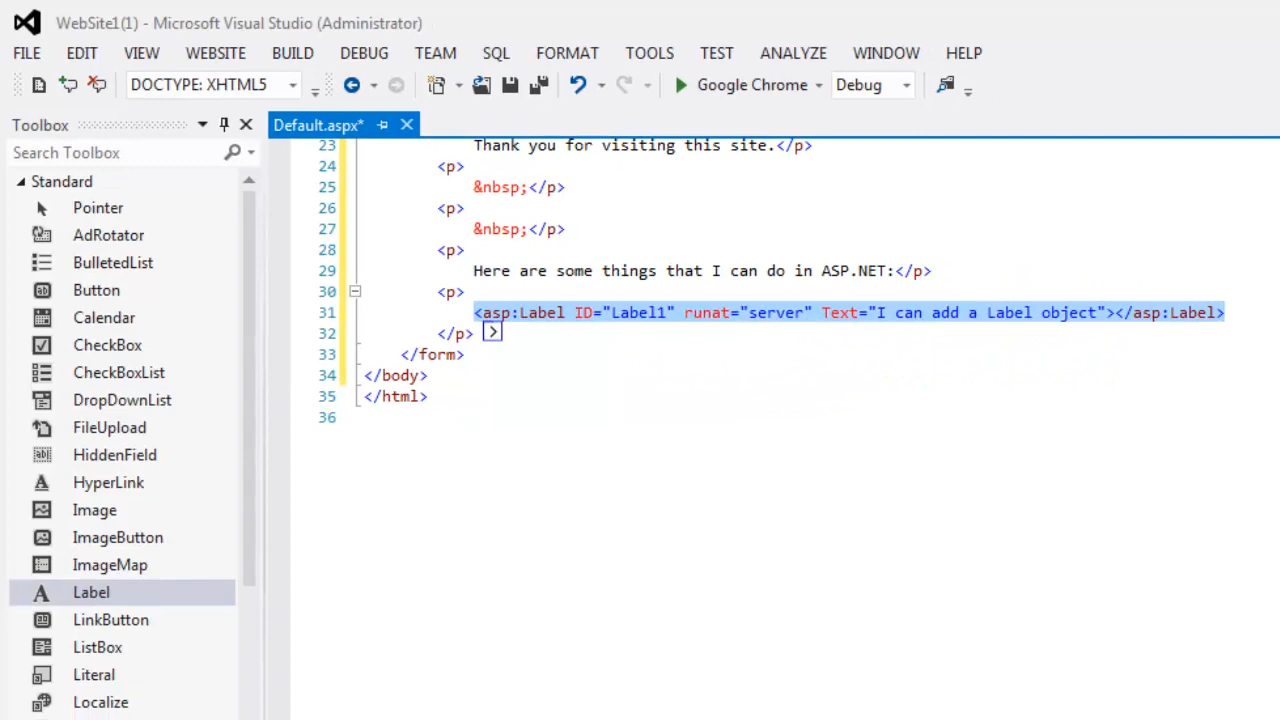 WebSite1(1) - Microsoft Visual Studio (Administrator)
FILE EDIT VIEW WEBSITE BUILD DEBUG TEAM SQL FORMAT TOOLS TEST ANALYZE WINDOW HELP
DOCTYPE: XHTML5 Google Chrome Debug
Toolbox
Search Toolbox
Standard
Pointer
AdRotator
BulletedList
Button
Calendar
CheckBox
CheckBoxList
DropDownList
FileUpload
HiddenField
HyperLink
Image
ImageButton
ImageMap
Label
LinkButton
ListBox
Literal
Localize
Default.aspx*
23 Thank you for visiting this site.</p>
24 <p>
25 &nbsp;</p>
26 <p>
27 &nbsp;</p>
28 <p>
29 Here are some things that I can do in ASP.NET:</p>
30 <p>
31 <asp:Label ID="Label1" runat="server" Text="I can add a Label object"></asp:Label>
32 </p>
33 </form>
34 </body>
35 </html>
36